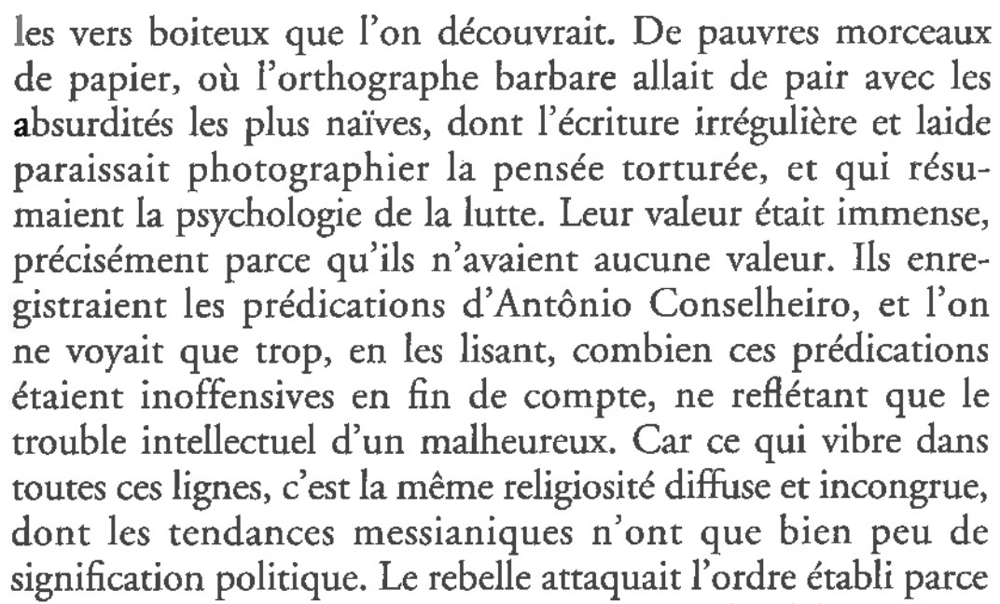 les vers boiteux que l'on découvrait. De pauvres morceaux
de papier, où l'orthographe barbare allait de pair avec les
absurdités les plus naïves, dont l'écriture irrégulière et laide
paraissait photographier la pensée torturée, et qui résu-
maient la psychologie de la lutte. Leur valeur était immense,
précisément parce qu'ils n'avaient aucune valeur. Ils enre-
gistraient les prédications d'Antônio Conselheiro, et l'on
ne voyait que trop, en les lisant, combien ces prédications
étaient inoffensives en fin de compte, ne reflétant que le
trouble intellectuel d'un malheureux. Car ce qui vibre dans
toutes ces lignes, c'est la même religiosité diffuse et incongrue,
dont les tendances messianiques n'ont que bien peu de
signification politique. Le rebelle attaquait l'ordre établi parce